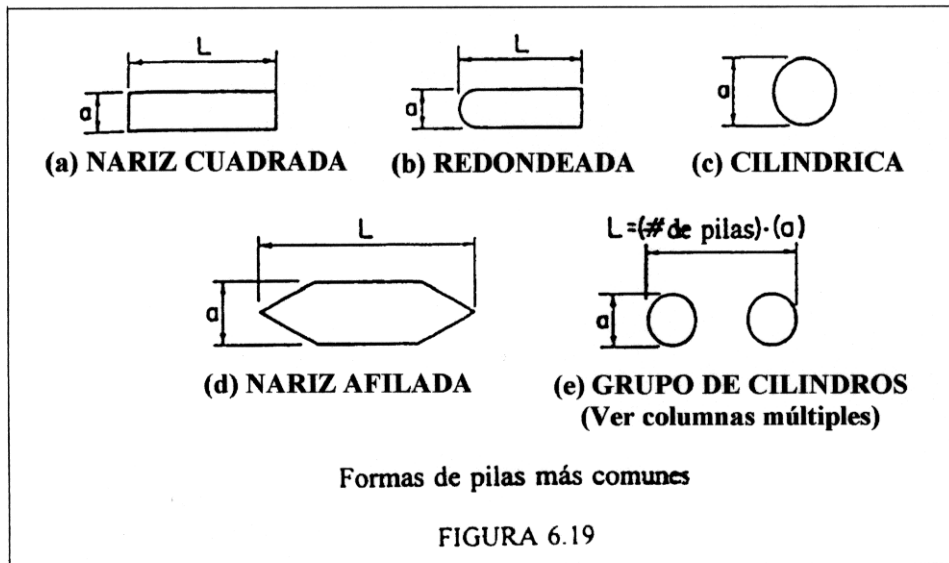 L
L
a
a
a
(a) NARIZ CUADRADA
(b) REDONDEADA
(c) CILINDRICA
L
L=(# de pilas)·(a)
a
a
(d) NARIZ AFILADA
(e) GRUPO DE CILINDROS
(Ver columnas múltiples)
Formas de pilas más comunes
FIGURA 6.19